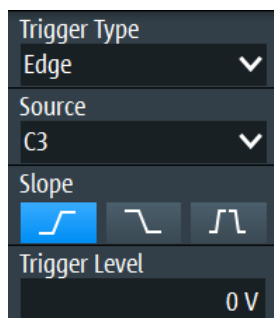 Trigger Type
Edge
Source
C3
Slope
Trigger Level
0 V